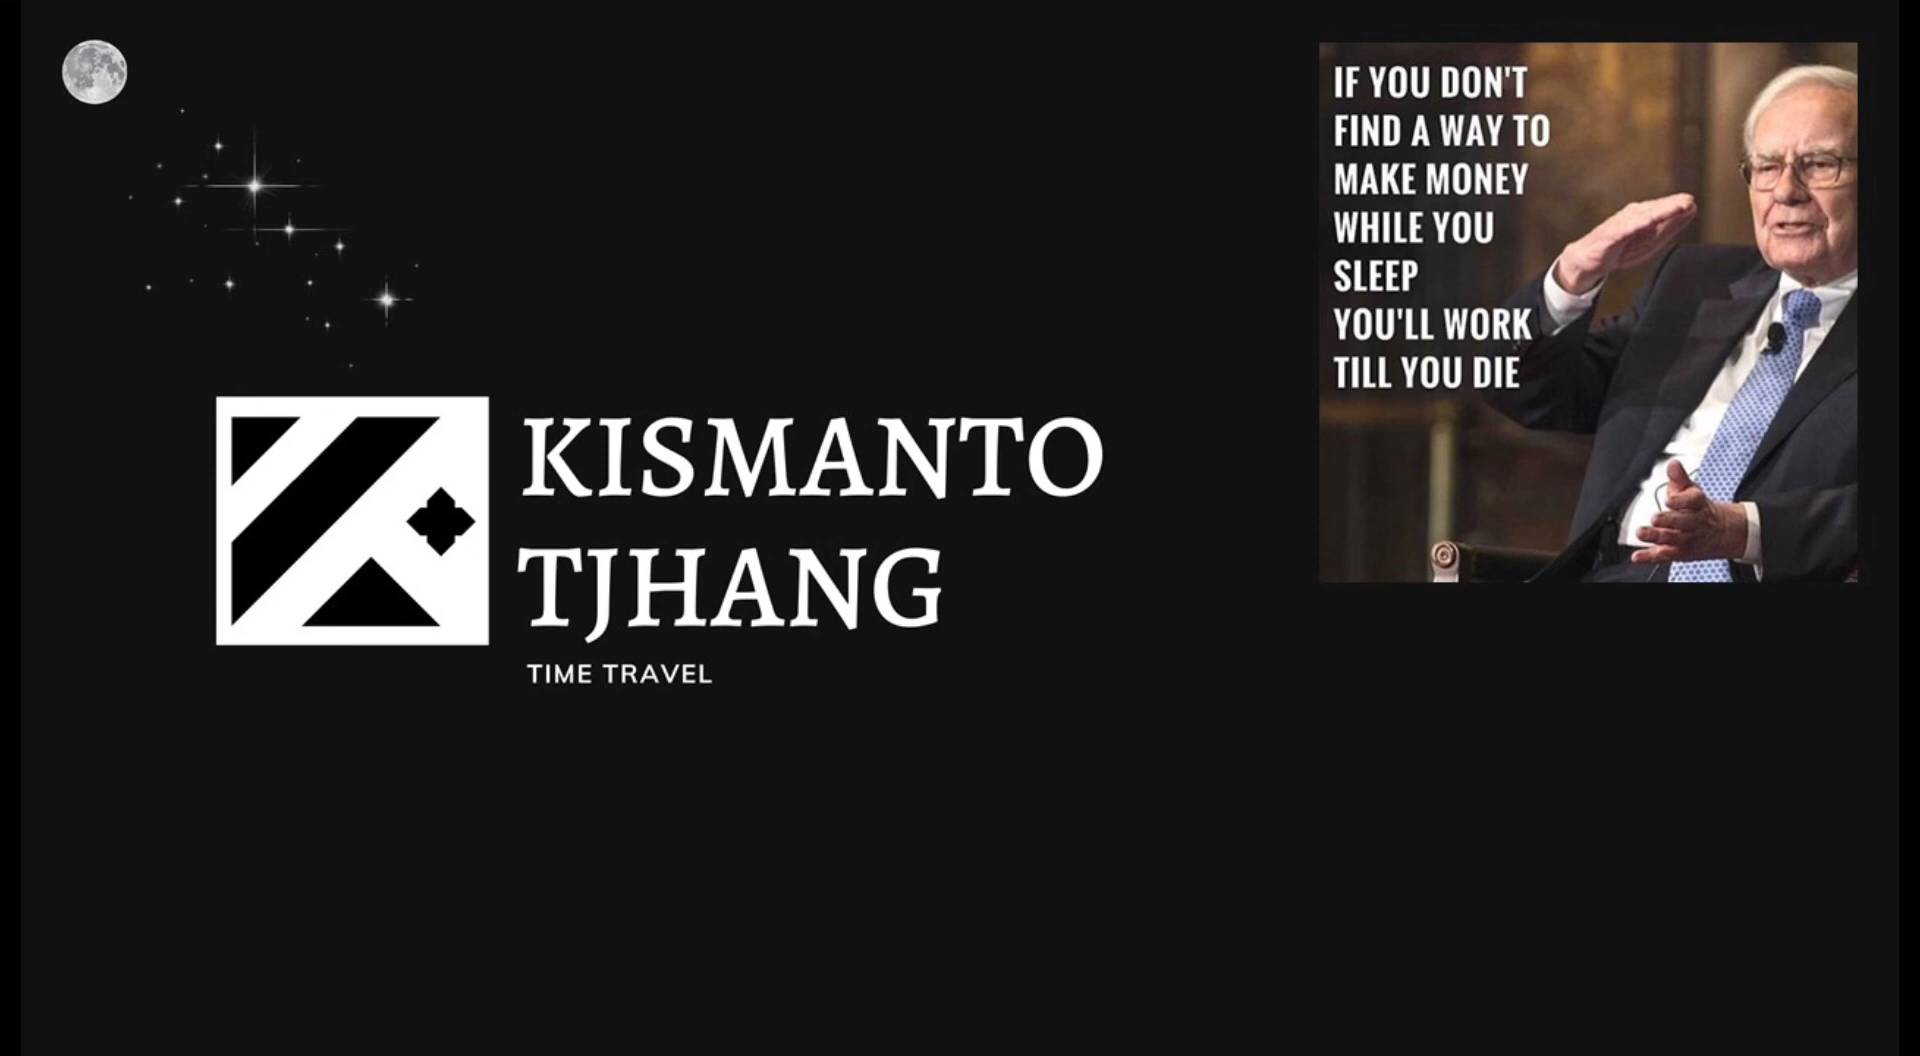 IF YOU DON'T
FIND A WAY TO
MAKE MONEY
WHILE YOU
SLEEP
YOU'LL WORK
TILL YOU DIE
KISMANTO
TJHANG
TIME TRAVEL